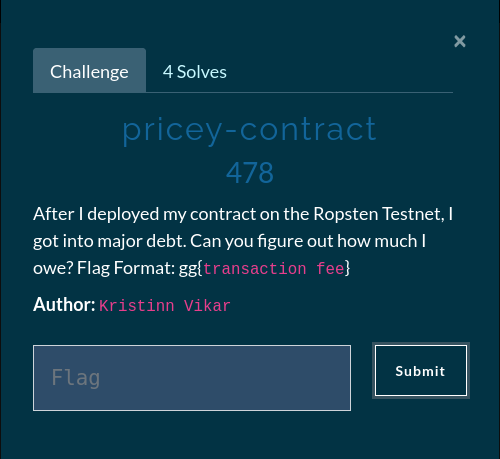 ×
Challenge 4 Solves
pricey-contract
478
After I deployed my contract on the Ropsten Testnet, I
got into major debt. Can you figure out how much I
owe? Flag Format: gg{transaction fee}
Author: Kristinn Vikar
Flag Submit